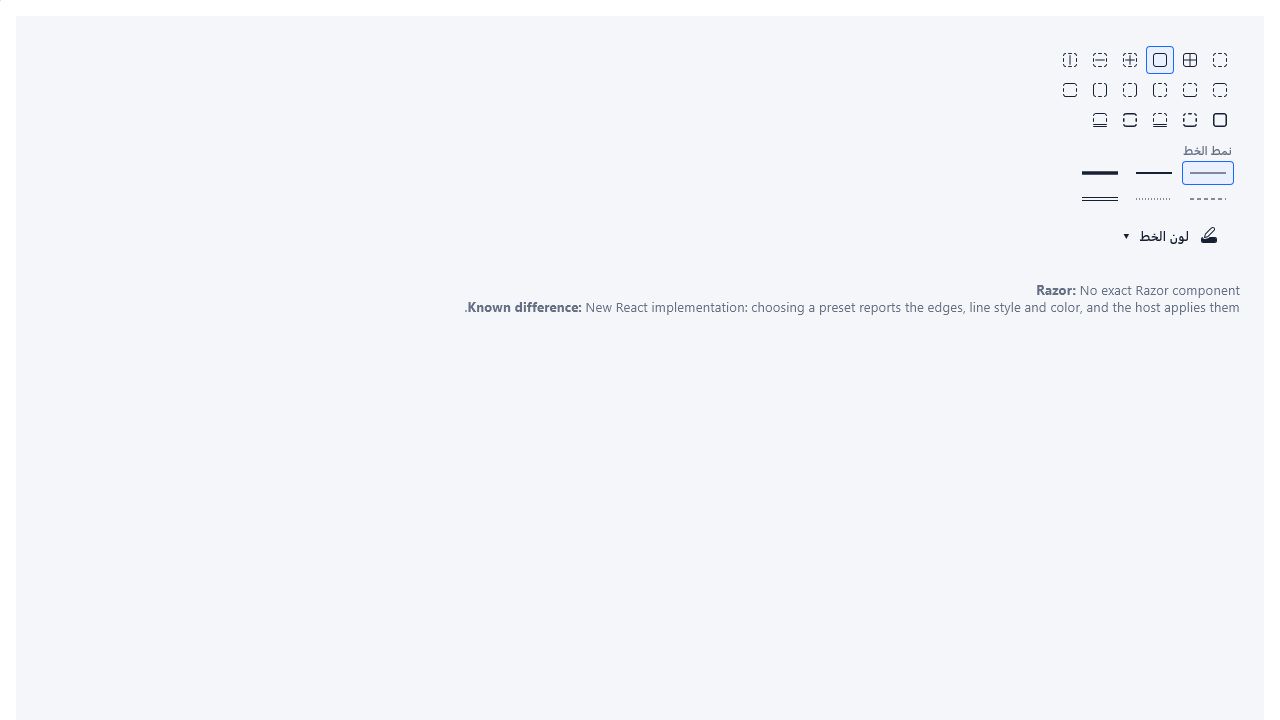 نمط الخط
لون الخط
Razor: No exact Razor component
Known difference: New React implementation: choosing a preset reports the edges, line style and color, and the host applies them.